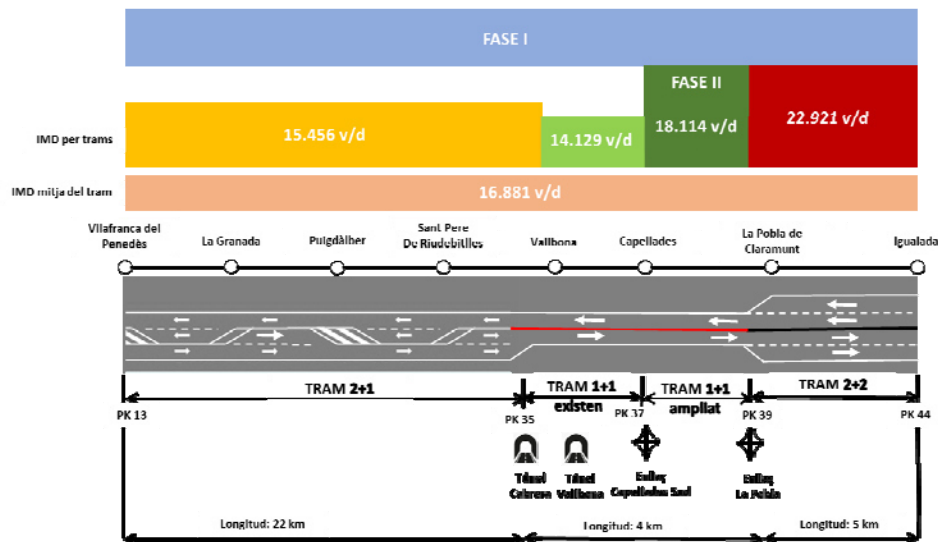 FASE I
FASE II
IMD per trams
15.456 v/d
14.129 v/d
18.114 v/d
22.921 v/d
IMD mitja del tram
16.881 v/d
Vilafranca del
Penedès
La Granada
Puigdàlber
Sant Pere
De Riudebitlles
Vallbona
Capellades
La Pobla de
Claramunt
Igualada
TRAM 2+1
TRAM 1+1
existen
TRAM 1+1
ampliat
TRAM 2+2
PK 13
PK 35
PK 37
PK 39
PK 44
Túnel
Cabrera
Túnel
Vallbona
Enllaç
Capellades Sud
Enllaç
La Pobla
Longitud: 22 km
Longitud: 4 km
Longitud: 5 km